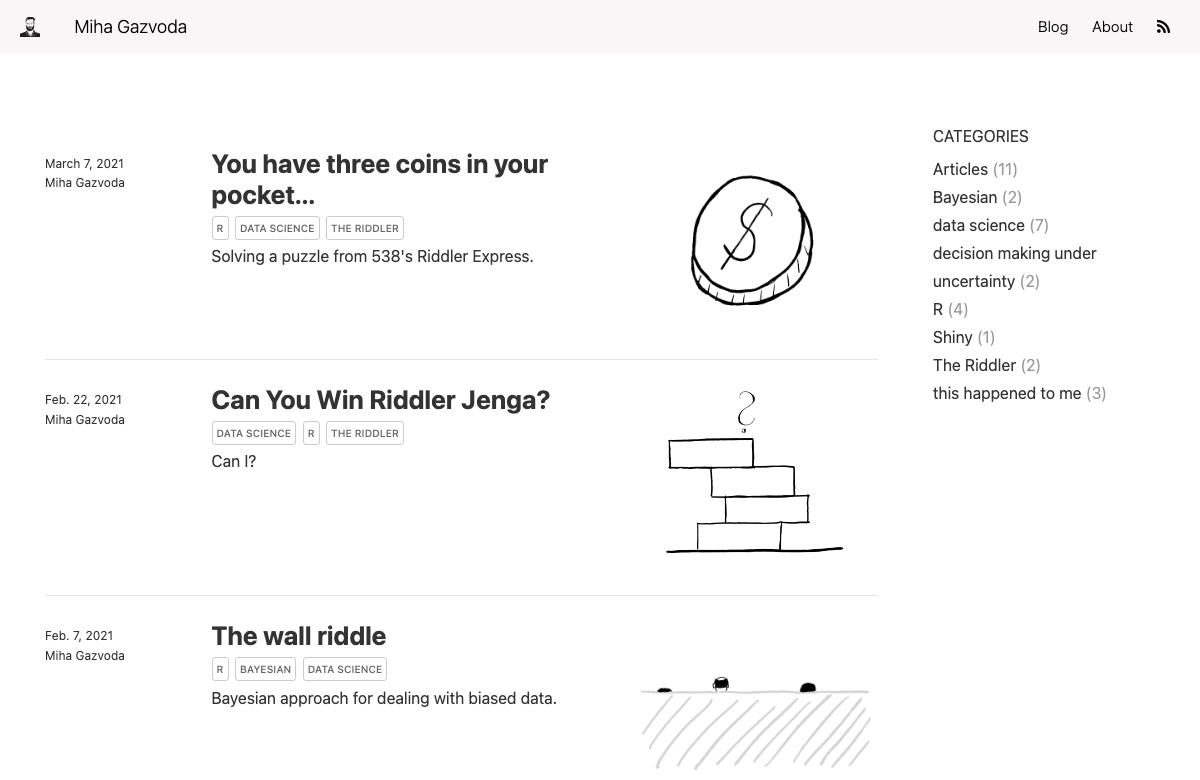 Miha Gazvoda
Blog
About
March 7, 2021
Miha Gazvoda
You have three coins in your
pocket...
R
DATA SCIENCE
THE RIDDLER
Solving a puzzle from 538's Riddler Express.
$
Feb. 22, 2021
Miha Gazvoda
Can You Win Riddler Jenga?
DATA SCIENCE
R
THE RIDDLER
Can I?
?
Feb. 7, 2021
Miha Gazvoda
The wall riddle
R
BAYESIAN
DATA SCIENCE
Bayesian approach for dealing with biased data.
CATEGORIES
Articles (11)
Bayesian (2)
data science (7)
decision making under
uncertainty (2)
R (4)
Shiny (1)
The Riddler (2)
this happened to me (3)